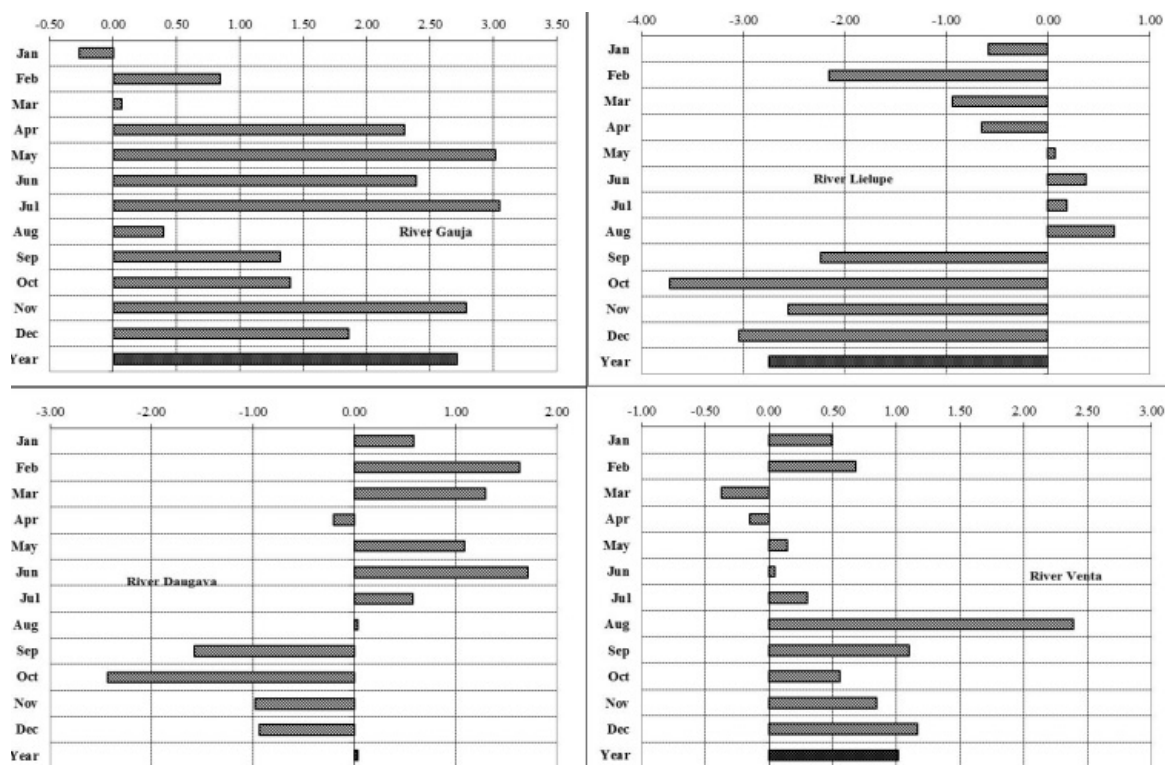 -0.50 0.00 0.50 1.00 1.50 2.00 2.50 3.00 3.50
Jan
Feb
Mar
Apr
May
Jun
Jul
Aug
River Gauja
Sep
Oct
Nov
Dec
Year
-4.00 -3.00 -2.00 -1.00 0.00 1.00
Jan
Feb
Mar
Apr
May
Jun
River Lielupe
Jul
Aug
Sep
Oct
Nov
Dec
Year
-3.00 -2.00 -1.00 0.00 1.00 2.00
Jan
Feb
Mar
Apr
May
Jun
River Daugava
Jul
Aug
Sep
Oct
Nov
Dec
Year
-1.00 -0.50 0.00 0.50 1.00 1.50 2.00 2.50 3.00
Jan
Feb
Mar
Apr
May
Jun
River Venta
Jul
Aug
Sep
Oct
Nov
Dec
Year